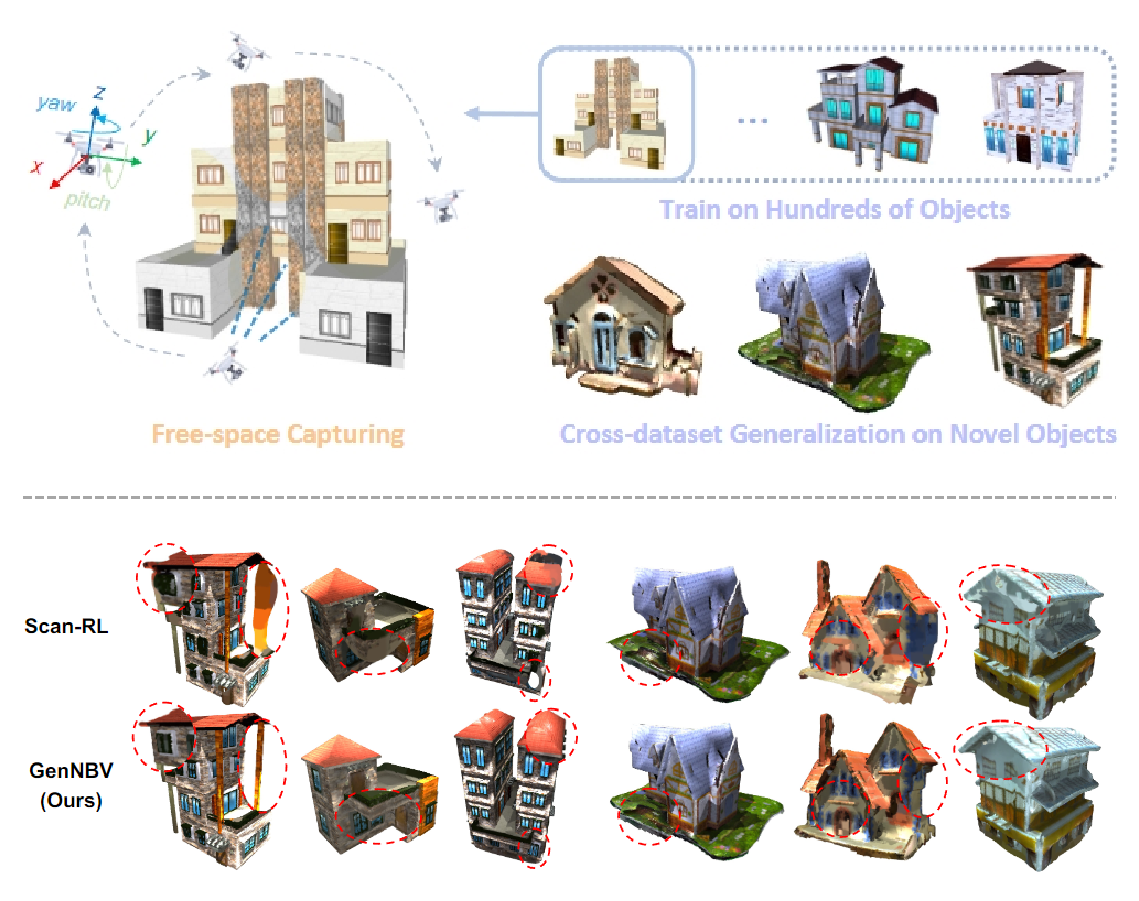 yaw
z
y
x
pitch
...
Train on Hundreds of Objects
Free-space Capturing
Cross-dataset Generalization on Novel Objects
Scan-RL
GenNBV
(Ours)